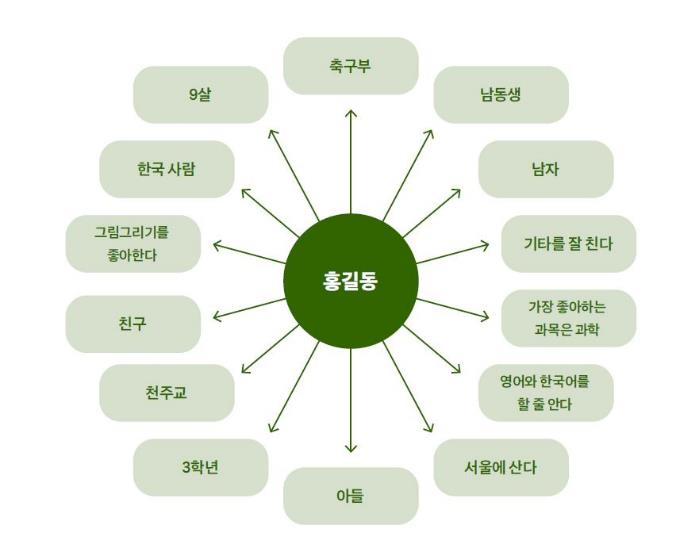 축구부
9살
남동생
한국 사람
남자
그림그리기를
좋아한다
기타를 잘 친다
홍길동
친구
가장 좋아하는
과목은 과학
천주교
영어와 한국어를
할 줄 안다
3학년
서울에 산다
아들